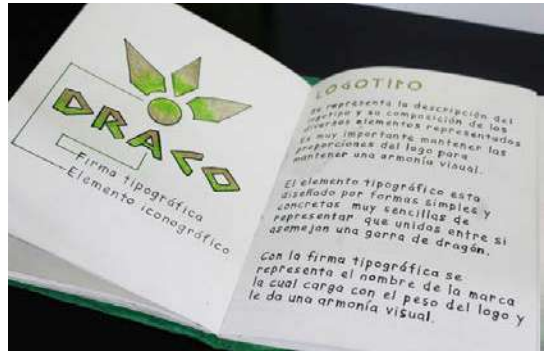 DRACO
Firma tipográfica
Elemento iconográfico
LOGOTIPO
Se representa la descripción del
logotipo y su composición de los
diversos elementos representados
Es muy importante mantener las
proporciones del logo para
mantener una armonía visual.
El elemento tipográfico esta
diseñado por formas simples y
concretas muy sencillas de
representar que unidas entre si
asemejan una garra de dragón.
Con la firma tipográfica se
representa el nombre de la marca
la cual carga con el peso del logo y
le da una armonía visual.